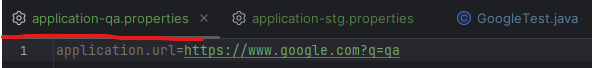 application-qa.properties × application-stg.properties GoogleTest.java
1 application.url=https://www.google.com?q=qa